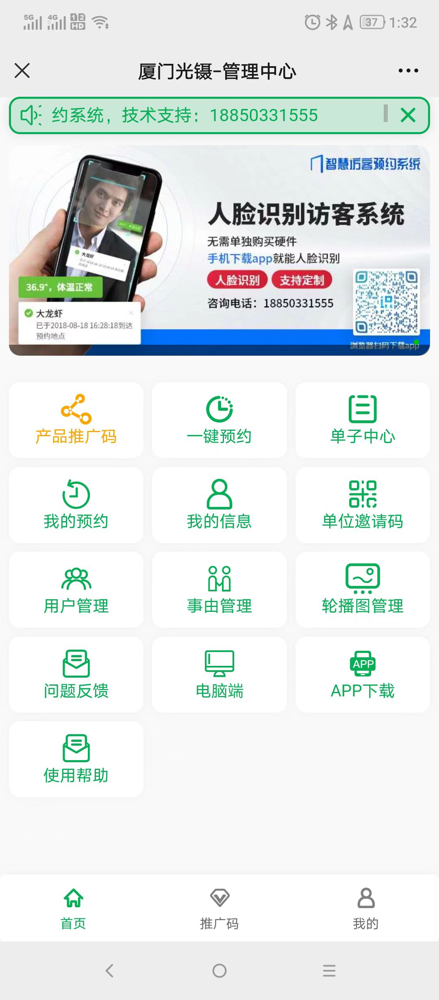 5G 4G 12 HD 37 1:32
厦门光镊-管理中心
约系统，技术支持：18850331555
智慧访客预约系统
人脸识别访客系统
无需单独购买硬件
手机下载app就能人脸识别
人脸识别 支持定制
咨询电话：18850331555
大龙虾
36.9°，体温正常
大龙虾
已于2018-08-18 16:28:18到达
预约地点
浏览器扫码下载app
产品推广码 一键预约 单子中心
我的预约 我的信息 单位邀请码
用户管理 事由管理 轮播图管理
APP
问题反馈 电脑端 APP下载
使用帮助
首页 推广码 我的